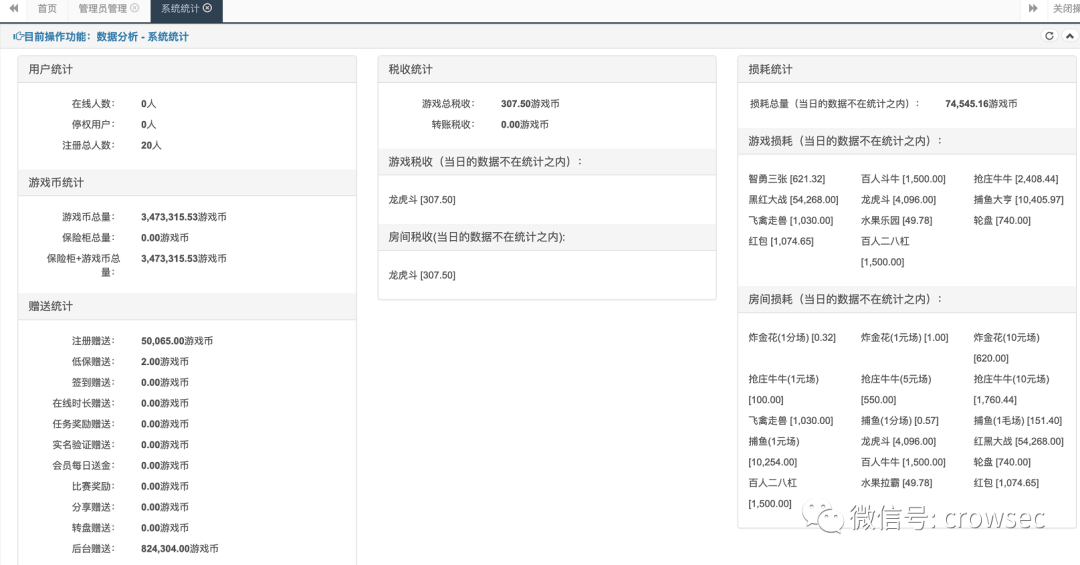 首页
管理员管理
系统统计
关闭操
目前操作功能：数据分析 - 系统统计
用户统计
在线人数： 0人
停权用户： 0人
注册总人数： 20人
游戏币统计
游戏币总量： 3,473,315.53游戏币
保险柜总量： 0.00游戏币
保险柜+游戏币总
量： 3,473,315.53游戏币
赠送统计
注册赠送： 50,065.00游戏币
低保赠送： 2.00游戏币
签到赠送： 0.00游戏币
在线时长赠送： 0.00游戏币
任务奖励赠送： 0.00游戏币
实名验证赠送： 0.00游戏币
会员每日送金： 0.00游戏币
比赛奖励： 0.00游戏币
分享赠送： 0.00游戏币
转盘赠送： 0.00游戏币
后台赠送： 824,304.00游戏币
税收统计
游戏总税收： 307.50游戏币
转账税收： 0.00游戏币
游戏税收（当日的数据不在统计之内）：
龙虎斗 [307.50]
房间税收(当日的数据不在统计之内):
龙虎斗 [307.50]
损耗统计
损耗总量（当日的数据不在统计之内）： 74,545.16游戏币
游戏损耗（当日的数据不在统计之内）：
智勇三张 [621.32] 百人斗牛 [1,500.00] 抢庄牛牛 [2,408.44]
黑红大战 [54,268.00] 龙虎斗 [4,096.00] 捕鱼大亨 [10,405.97]
飞禽走兽 [1,030.00] 水果乐园 [49.78] 轮盘 [740.00]
红包 [1,074.65] 百人二八杠
[1,500.00]
房间损耗（当日的数据不在统计之内）：
炸金花(1分场) [0.32] 炸金花(1元场) [1.00] 炸金花(10元场)
[620.00]
抢庄牛牛(1元场) 抢庄牛牛(5元场) 抢庄牛牛(10元场)
[100.00] [550.00] [1,760.44]
飞禽走兽 [1,030.00] 捕鱼(1分场) [0.57] 捕鱼(1毛场) [151.40]
捕鱼(1元场) 龙虎斗 [4,096.00] 红黑大战 [54,268.00]
[10,254.00] 百人牛牛 [1,500.00] 轮盘 [740.00]
百人二八杠 水果拉霸 [49.78] 红包 [1,074.65]
[1,500.00]
微信号: crowsec